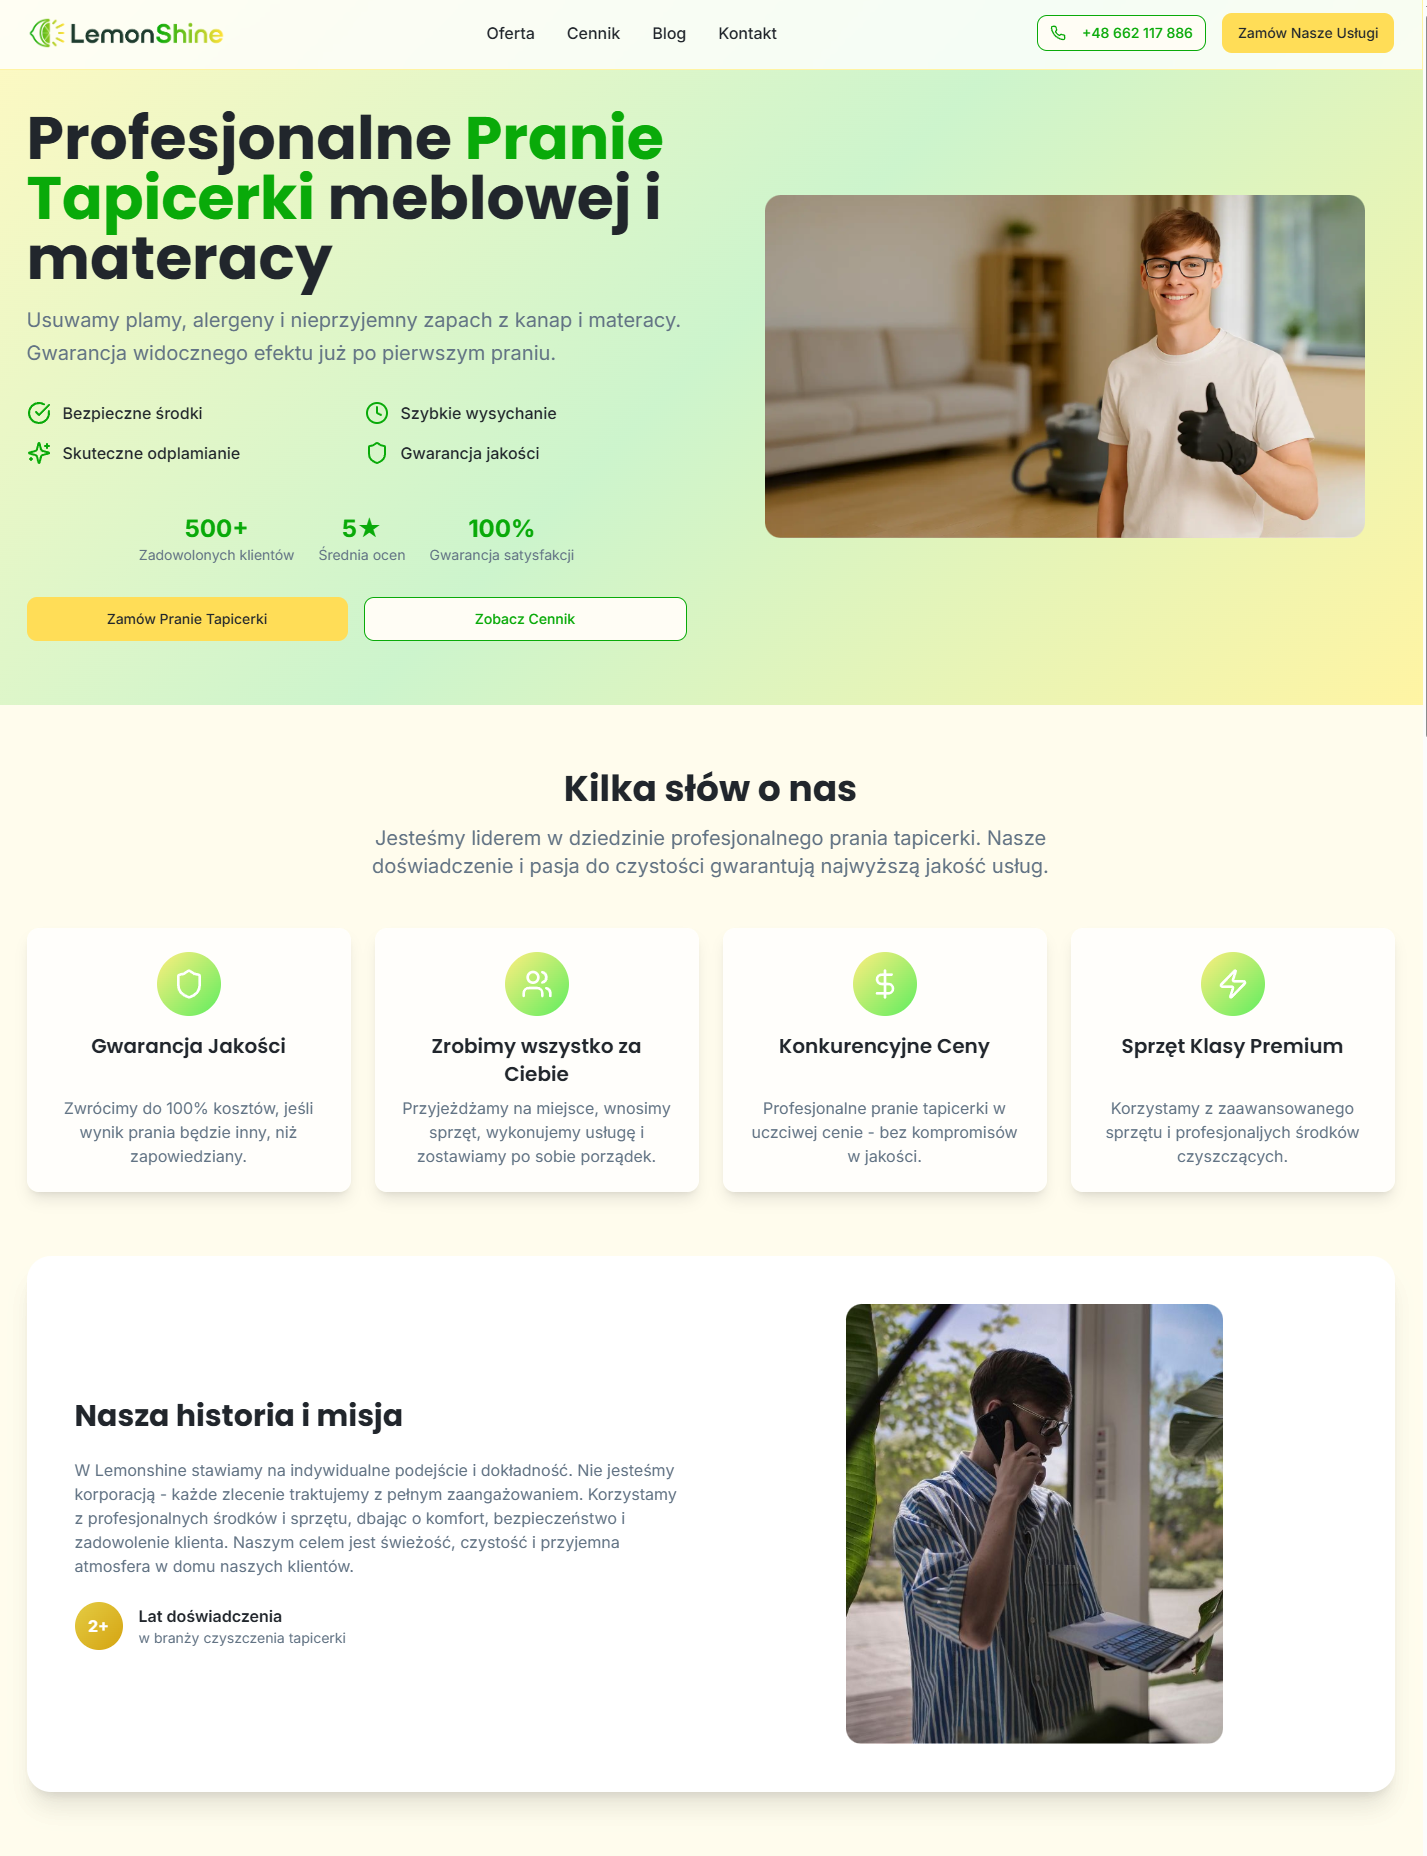 LemonShine
Oferta
Cennik
Blog
Kontakt
+48 662 117 886
Zamów Nasze Usługi
Profesjonalne Pranie
Tapicerki meblowej i
materacy
Usuwamy plamy, alergeny i nieprzyjemny zapach z kanap i materacy.
Gwarancja widocznego efektu już po pierwszym praniu.
Bezpieczne środki
Szybkie wysychanie
Skuteczne odplamianie
Gwarancja jakości
500+
Zadowolonych klientów
5★
Średnia ocen
100%
Gwarancja satysfakcji
Zamów Pranie Tapicerki
Zobacz Cennik
Kilka słów o nas
Jesteśmy liderem w dziedzinie profesjonalnego prania tapicerki. Nasze
doświadczenie i pasja do czystości gwarantują najwyższą jakość usług.
Gwarancja Jakości
Zwrócimy do 100% kosztów, jeśli
wynik prania będzie inny, niż
zapowiedziany.
Zrobimy wszystko za
Ciebie
Przyjeżdżamy na miejsce, wnosimy
sprzęt, wykonujemy usługę i
zostawiamy po sobie porządek.
Konkurencyjne Ceny
Profesjonalne pranie tapicerki w
uczciwej cenie - bez kompromisów
w jakości.
Sprzęt Klasy Premium
Korzystamy z zaawansowanego
sprzętu i profesjonaljych środków
czyszczących.
Nasza historia i misja
W Lemonshine stawiamy na indywidualne podejście i dokładność. Nie jesteśmy
korporacją - każde zlecenie traktujemy z pełnym zaangażowaniem. Korzystamy
z profesjonalnych środków i sprzętu, dbając o komfort, bezpieczeństwo i
zadowolenie klienta. Naszym celem jest świeżość, czystość i przyjemna
atmosfera w domu naszych klientów.
2+
Lat doświadczenia
w branży czyszczenia tapicerki